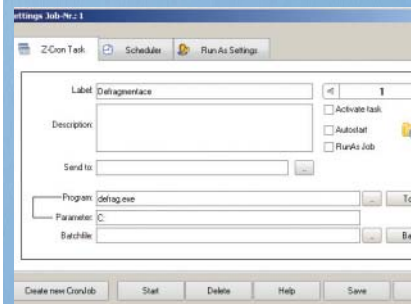 ettings Job-Nr.: 1
Z-Cron Task Scheduler Run As Settings
Label: Defragmentace
1
Activate task
Description:
Autostart
RunAs Job
Send to:
...
Program: defrag.exe
... To
Parameter: C:
Batchfile:
... Ba
Create new CronJob Start Delete Help Save